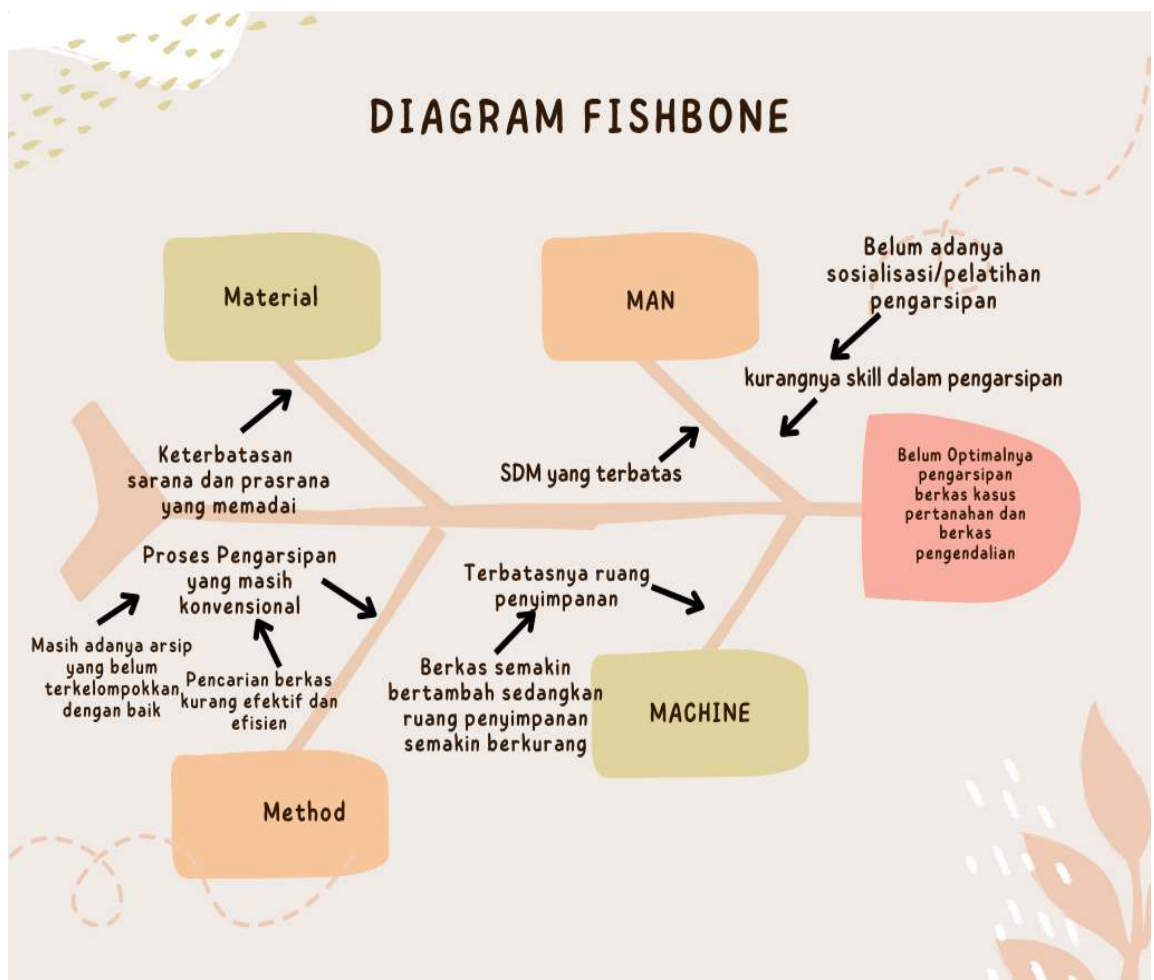 DIAGRAM FISHBONE
Material
MAN
Belum adanya
sosialisasi/pelatihan
pengarsipan
kurangnya skill dalam pengarsipan
Keterbatasan
sarana dan prasrana
yang memadai
SDM yang terbatas
Belum Optimalnya
pengarsipan
berkas kasus
pertanahan dan
berkas
pengendalian
Proses Pengarsipan
yang masih
konvensional
Masih adanya arsip
yang belum
terkelompokkan
dengan baik
Pencarian berkas
kurang efektif dan
efisien
Terbatasnya ruang
penyimpanan
Berkas semakin
bertambah sedangkan
ruang penyimpanan
semakin berkurang
MACHINE
Method